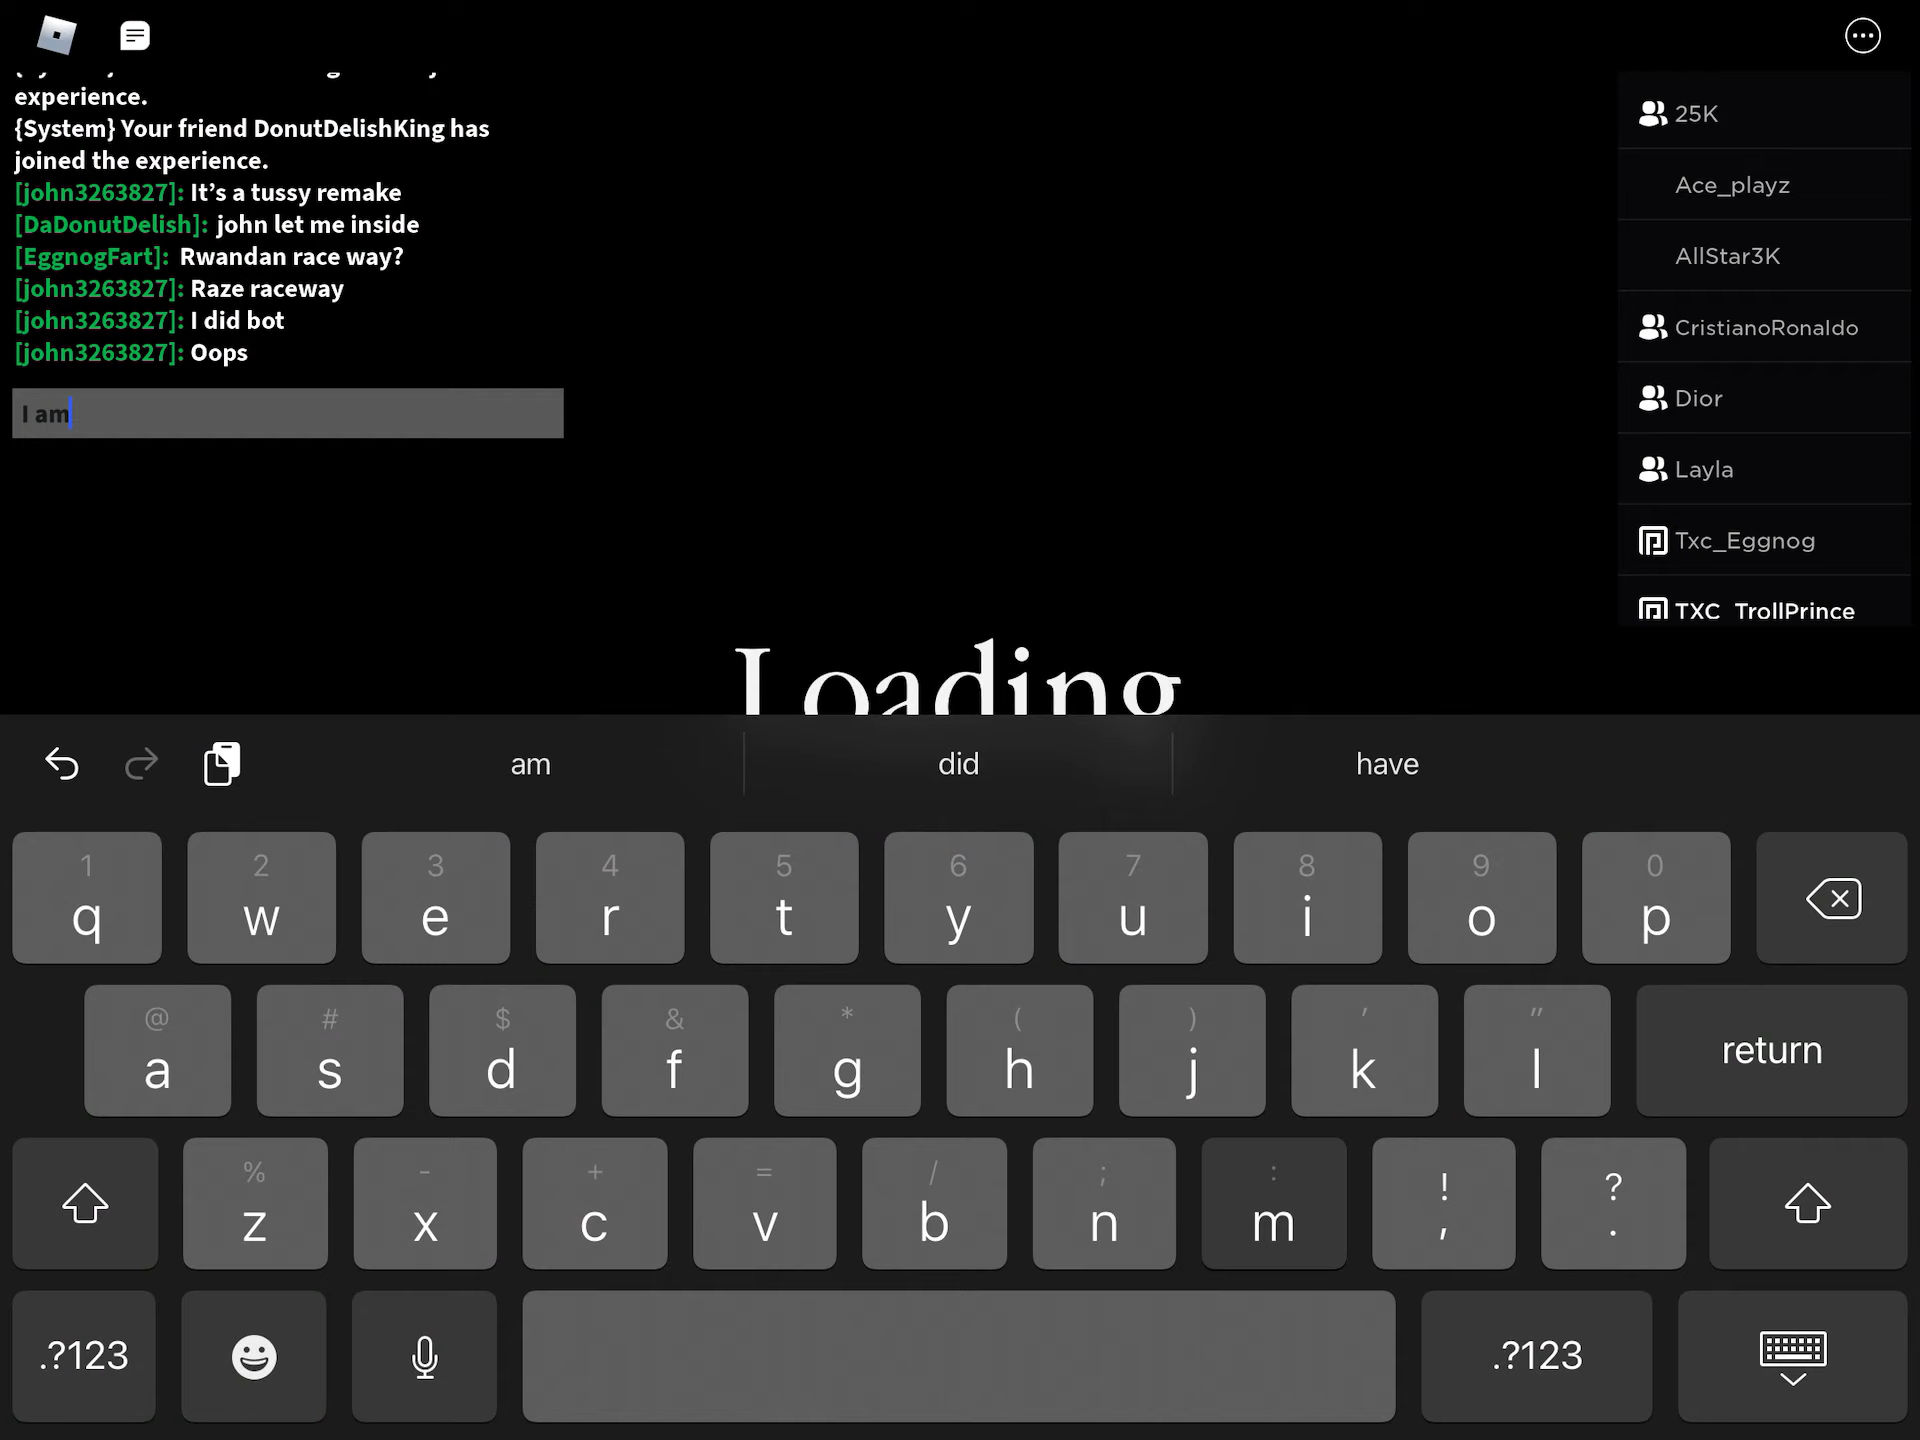 experience.
{System} Your friend DonutDelishKing has
joined the experience.
[john3263827]: It's a tussy remake
[DaDonutDelish]: john let me inside
[EggnogFart]: Rwandan race way?
[john3263827]: Raze raceway
[john3263827]: I did bot
[john3263827]: Oops
I am
25K
Ace_playz
AllStar3K
CristianoRonaldo
Dior
Layla
Txc_Eggnog
TXC_TrollPrince
Loading
am did have
1 2 3 4 5 6 7 8 9 0
q w e r t y u i o p
@ # $ & * ( ) ' "
a s d f g h j k l return
% - + = / ; : ! ?
z x c v b n m , .
.?123 .?123